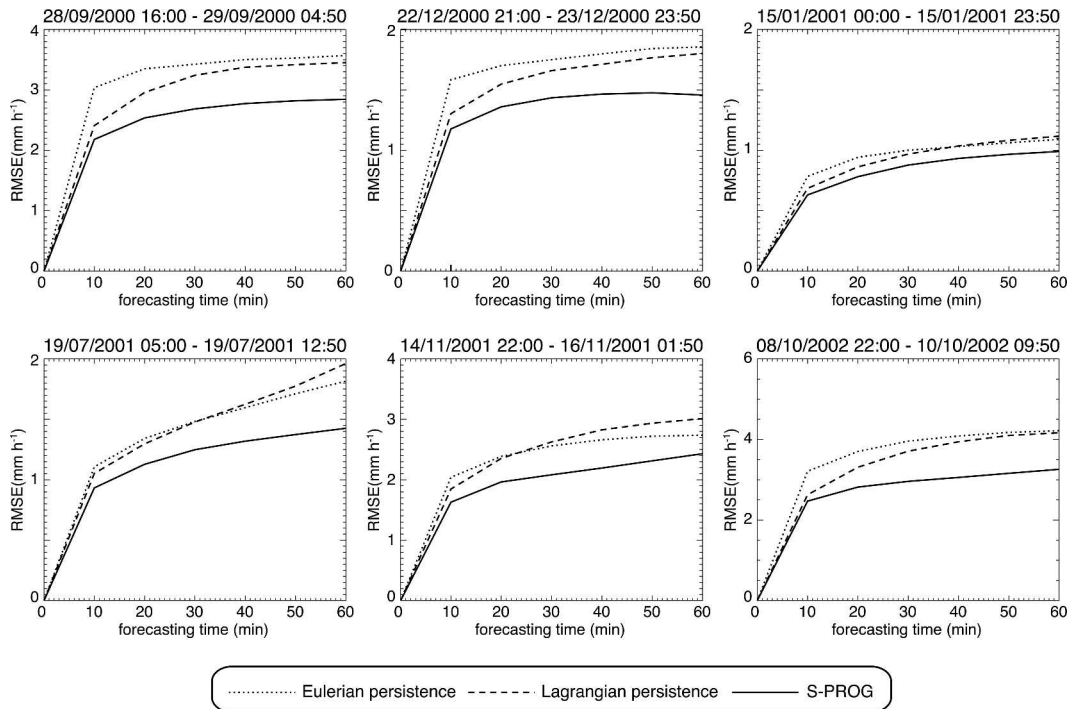 28/09/2000 16:00 - 29/09/2000 04:50
22/12/2000 21:00 - 23/12/2000 23:50
15/01/2001 00:00 - 15/01/2001 23:50
4
3
2
1
0
RMSE(mm h⁻¹)
0 10 20 30 40 50 60
forecasting time (min)
2
1
0
RMSE(mm h⁻¹)
0 10 20 30 40 50 60
forecasting time (min)
2
1
0
RMSE(mm h⁻¹)
0 10 20 30 40 50 60
forecasting time (min)
19/07/2001 05:00 - 19/07/2001 12:50
14/11/2001 22:00 - 16/11/2001 01:50
08/10/2002 22:00 - 10/10/2002 09:50
2
1
0
RMSE(mm h⁻¹)
0 10 20 30 40 50 60
forecasting time (min)
4
3
2
1
0
RMSE(mm h⁻¹)
0 10 20 30 40 50 60
forecasting time (min)
6
4
2
0
RMSE(mm h⁻¹)
0 10 20 30 40 50 60
forecasting time (min)
Eulerian persistence Lagrangian persistence S-PROG